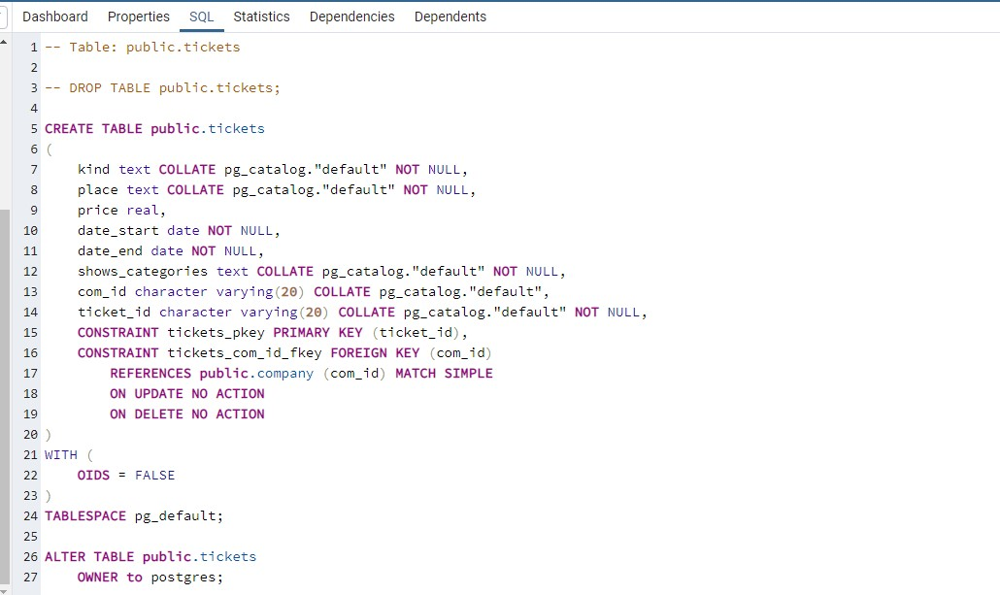 Dashboard Properties SQL Statistics Dependencies Dependents
1 -- Table: public.tickets
2
3 -- DROP TABLE public.tickets;
4
5 CREATE TABLE public.tickets
6 (
7 kind text COLLATE pg_catalog."default" NOT NULL,
8 place text COLLATE pg_catalog."default" NOT NULL,
9 price real,
10 date_start date NOT NULL,
11 date_end date NOT NULL,
12 shows_categories text COLLATE pg_catalog."default" NOT NULL,
13 com_id character varying(20) COLLATE pg_catalog."default",
14 ticket_id character varying(20) COLLATE pg_catalog."default" NOT NULL,
15 CONSTRAINT tickets_pkey PRIMARY KEY (ticket_id),
16 CONSTRAINT tickets_com_id_fkey FOREIGN KEY (com_id)
17 REFERENCES public.company (com_id) MATCH SIMPLE
18 ON UPDATE NO ACTION
19 ON DELETE NO ACTION
20 )
21 WITH (
22 OIDS = FALSE
23 )
24 TABLESPACE pg_default;
25
26 ALTER TABLE public.tickets
27 OWNER to postgres;